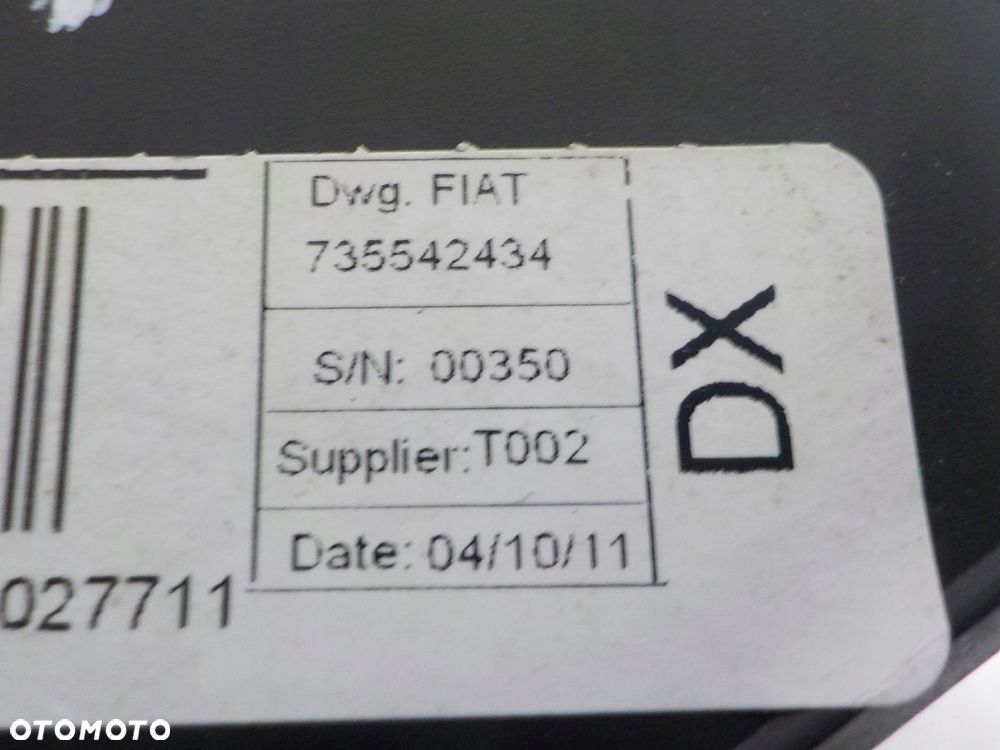 Dwg. FIAT
735542434
S/N: 00350
Supplier: T002
Date: 04/10/11
DX
027711
OTOMOTO